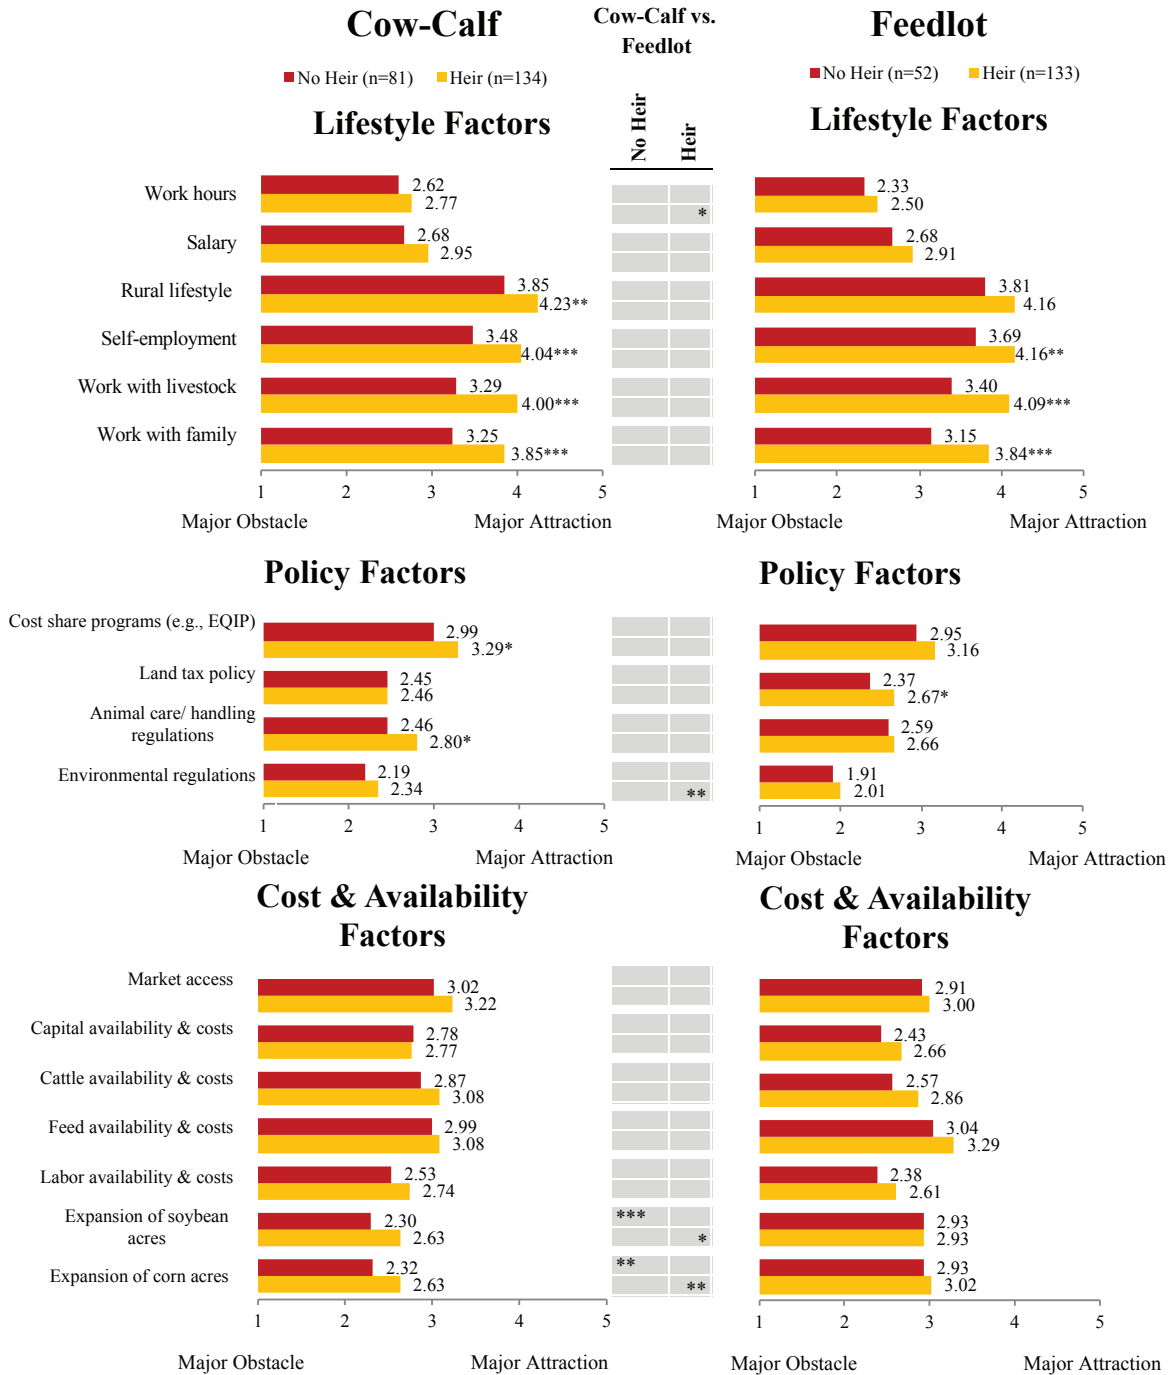 Cow-Calf
Cow-Calf vs.
Feedlot
Feedlot
No Heir (n=81) Heir (n=134)
No Heir (n=52) Heir (n=133)
No Heir
Heir
Lifestyle Factors
Lifestyle Factors
Work hours 2.62 2.33
2.77 * 2.50
Salary 2.68 2.68
2.95 2.91
Rural lifestyle 3.85 3.81
4.23** 4.16
Self-employment 3.48 3.69
4.04*** 4.16**
Work with livestock 3.29 3.40
4.00*** 4.09***
Work with family 3.25 3.15
3.85*** 3.84***
1 2 3 4 5 1 2 3 4 5
Major Obstacle Major Attraction Major Obstacle Major Attraction
Policy Factors Policy Factors
Cost share programs (e.g., EQIP) 2.99 2.95
3.29* 3.16
Land tax policy 2.45 2.37
2.46 2.67*
Animal care/ handling
regulations 2.46 2.59
2.80* 2.66
Environmental regulations 2.19 1.91
2.34 ** 2.01
1 2 3 4 5 1 2 3 4 5
Major Obstacle Major Attraction Major Obstacle Major Attraction
Cost & Availability
Factors
Cost & Availability
Factors
Market access 3.02 2.91
3.22 3.00
Capital availability & costs 2.78 2.43
2.77 2.66
Cattle availability & costs 2.87 2.57
3.08 2.86
Feed availability & costs 2.99 3.04
3.08 3.29
Labor availability & costs 2.53 2.38
2.74 2.61
Expansion of soybean
acres 2.30 *** 2.93
2.63 * 2.93
Expansion of corn acres 2.32 ** 2.93
2.63 ** 3.02
1 2 3 4 5 1 2 3 4 5
Major Obstacle Major Attraction Major Obstacle Major Attraction